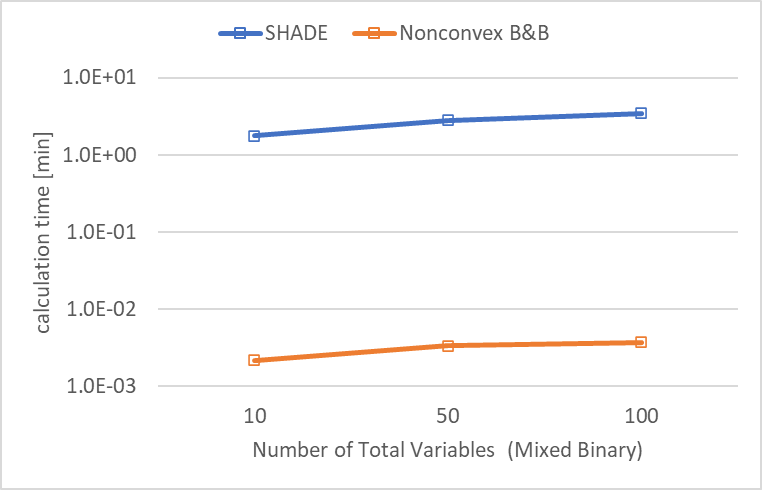 SHADE Nonconvex B&B
1.0E+01
1.0E+00
1.0E-01
1.0E-02
1.0E-03
calculation time [min]
10 50 100
Number of Total Variables (Mixed Binary)